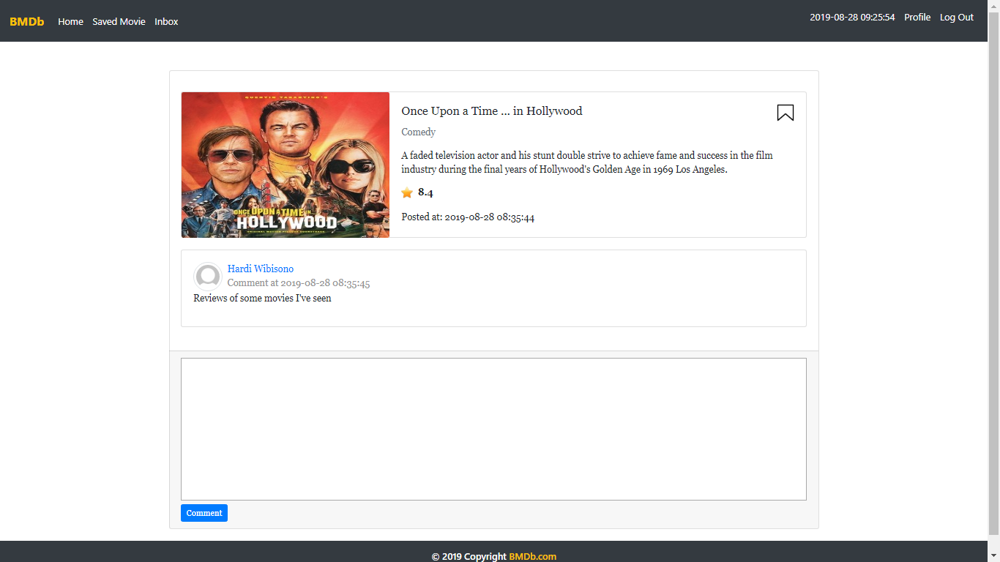 BMDb Home Saved Movie Inbox 2019-08-28 09:25:54 Profile Log Out
QUENTIN TARANTINO'S
ONCE UPON A TIME IN...
HOLLYWOOD
ORIGINAL MOTION PICTURE SOUNDTRACK
Once Upon a Time ... in Hollywood
Comedy
A faded television actor and his stunt double strive to achieve fame and success in the film
industry during the final years of Hollywood's Golden Age in 1969 Los Angeles.
8.4
Posted at: 2019-08-28 08:35:44
Hardi Wibisono
Comment at 2019-08-28 08:35:45
Reviews of some movies I've seen
Comment
© 2019 Copyright BMDb.com